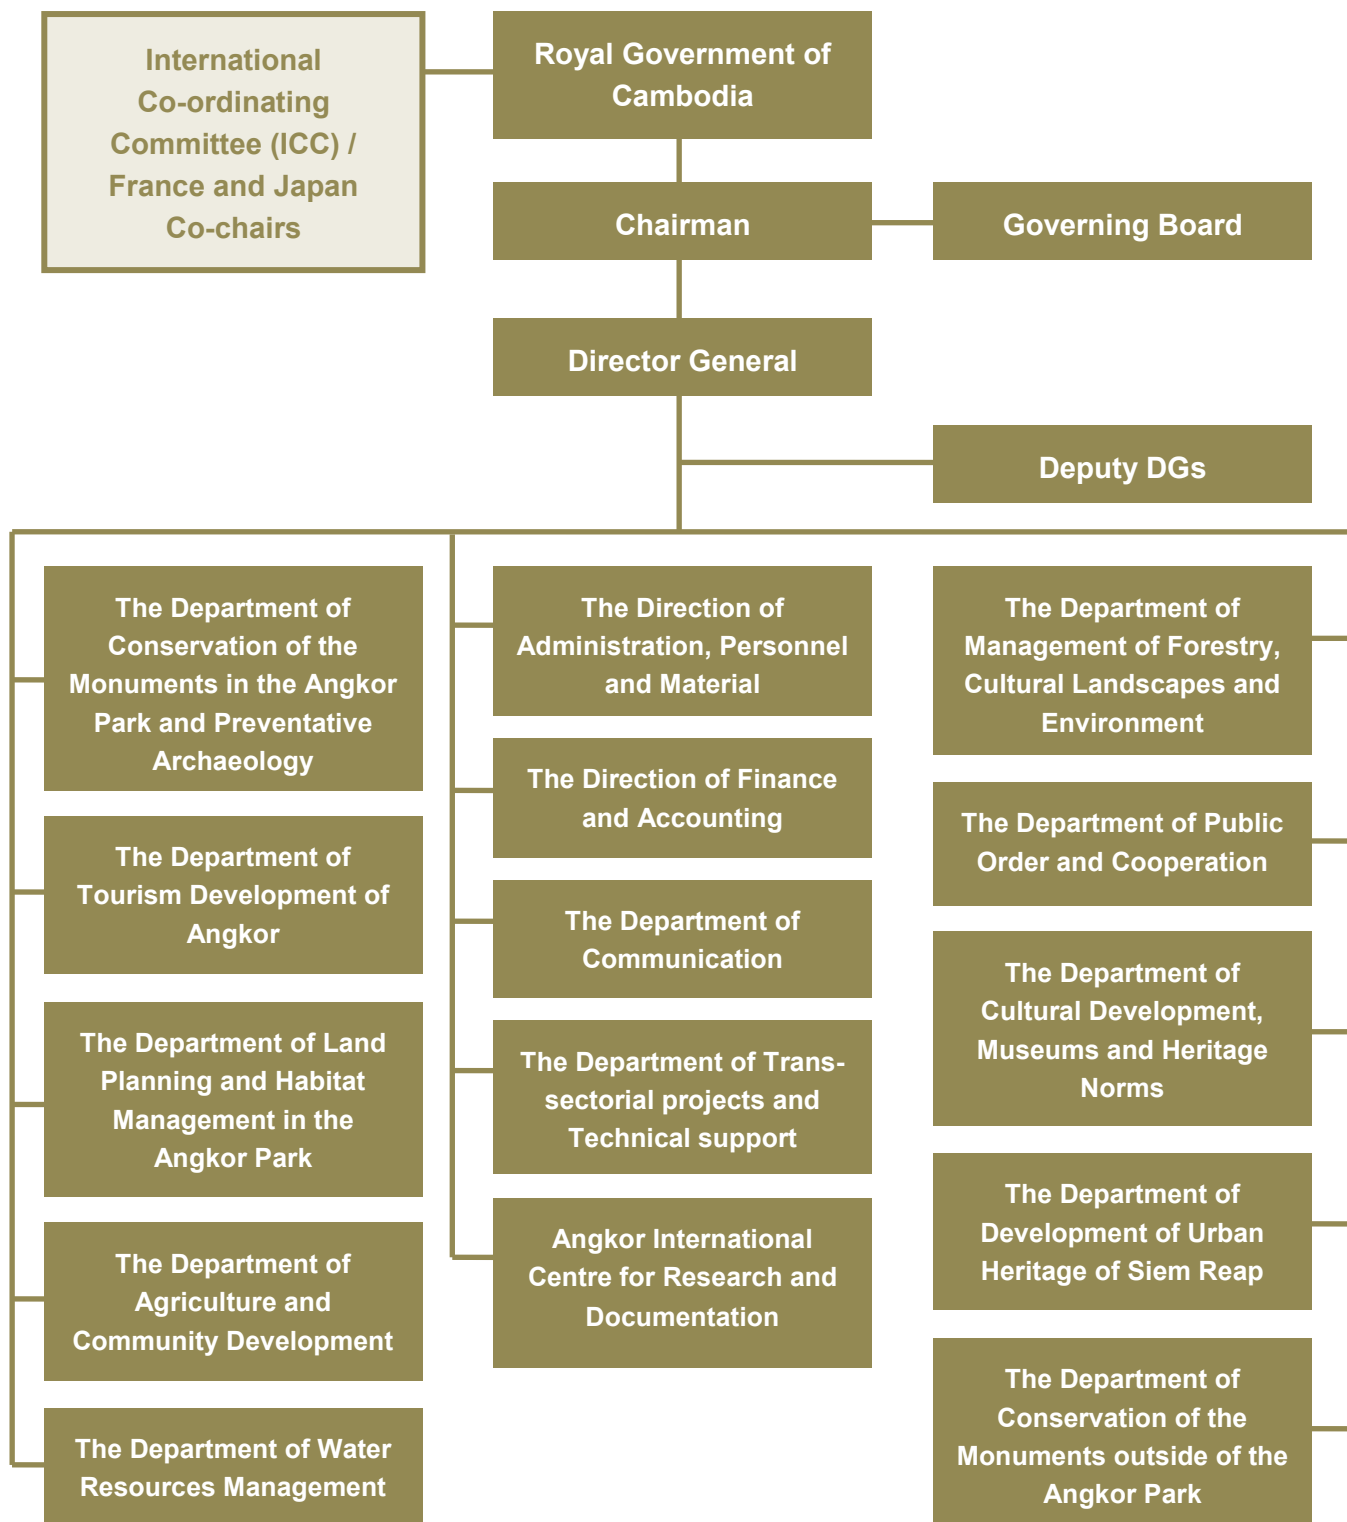 International
Co-ordinating
Committee (ICC) /
France and Japan
Co-chairs
Royal Government of
Cambodia
Chairman
Governing Board
Director General
Deputy DGs
The Department of
Conservation of the
Monuments in the Angkor
Park and Preventative
Archaeology
The Department of
Tourism Development of
Angkor
The Department of Land
Planning and Habitat
Management in the
Angkor Park
The Department of
Agriculture and
Community Development
The Department of Water
Resources Management
The Direction of
Administration, Personnel
and Material
The Direction of Finance
and Accounting
The Department of
Communication
The Department of Trans-
sectorial projects and
Technical support
Angkor International
Centre for Research and
Documentation
The Department of
Management of Forestry,
Cultural Landscapes and
Environment
The Department of Public
Order and Cooperation
The Department of
Cultural Development,
Museums and Heritage
Norms
The Department of
Development of Urban
Heritage of Siem Reap
The Department of
Conservation of the
Monuments outside of the
Angkor Park